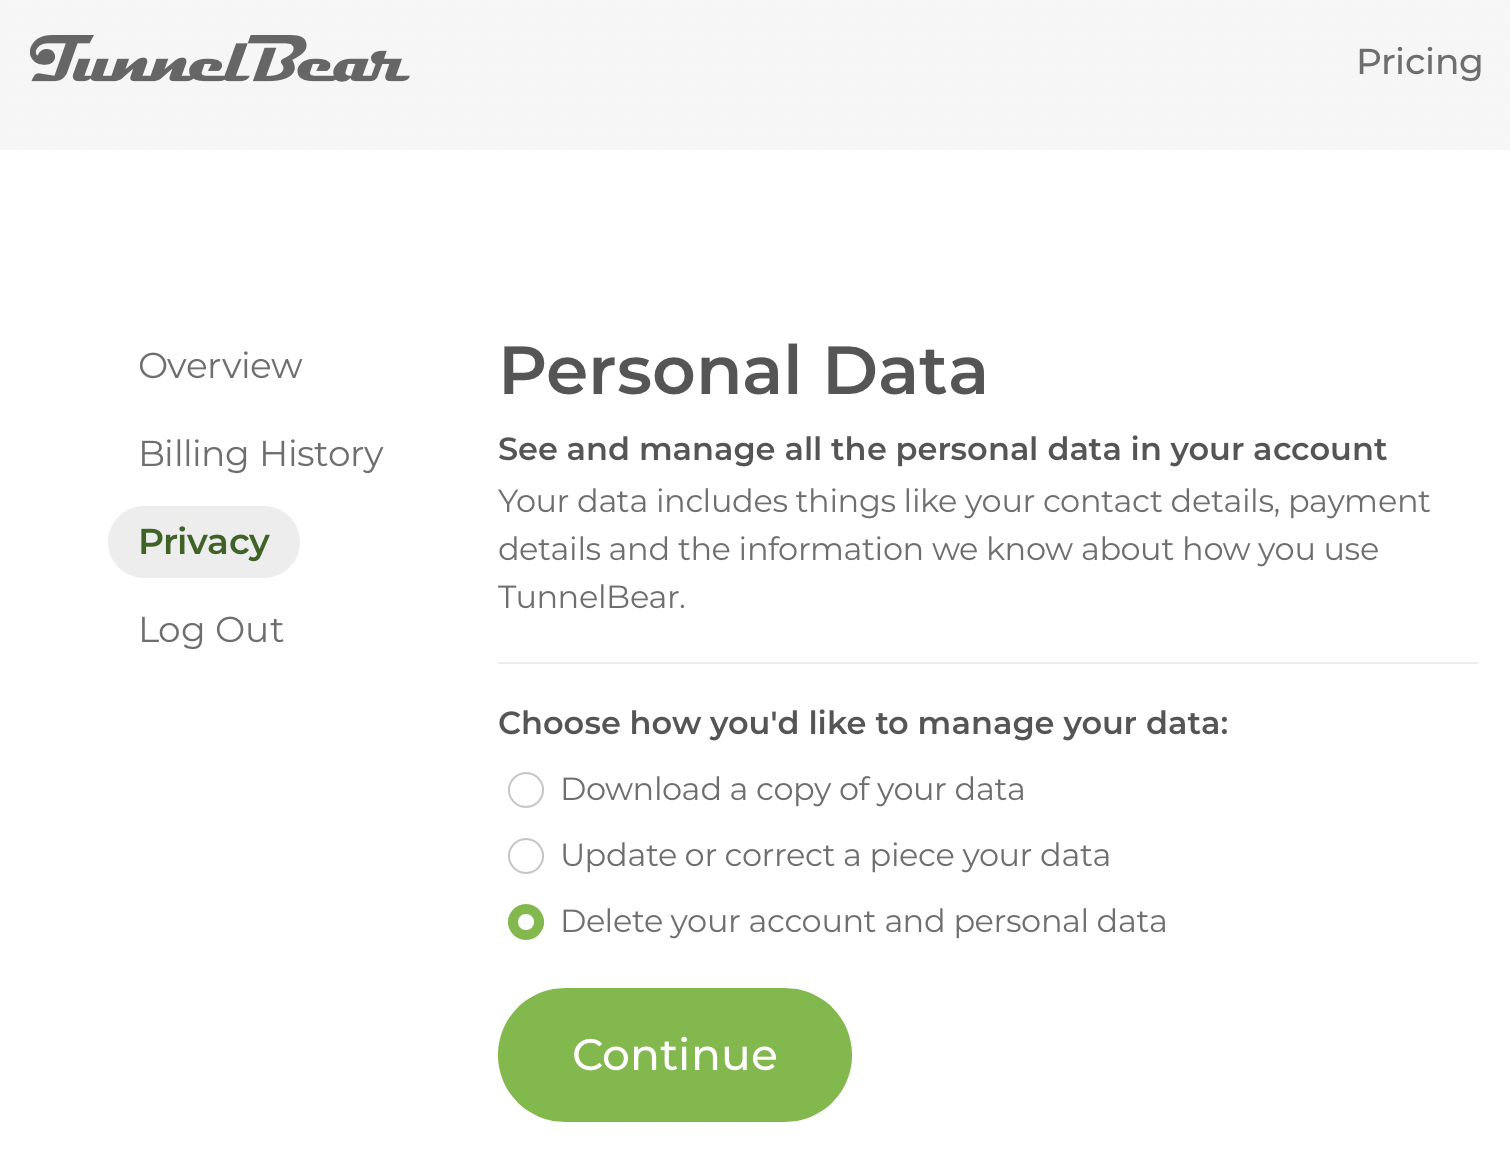 TunnelBear
Pricing
Overview
Billing History
Privacy
Log Out
Personal Data
See and manage all the personal data in your account
Your data includes things like your contact details, payment
details and the information we know about how you use
TunnelBear.
Choose how you'd like to manage your data:
Download a copy of your data
Update or correct a piece your data
Delete your account and personal data
Continue